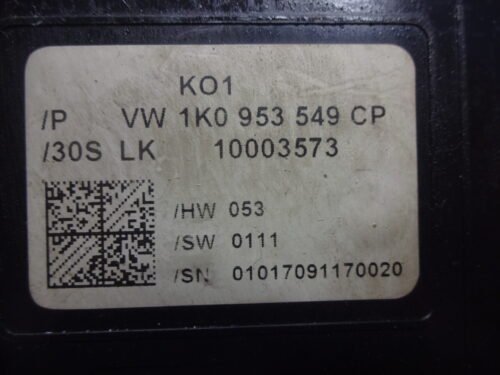 KO1
/P VW 1K0 953 549 CP
/30S LK 10003573
/HW 053
/SW 0111
/SN 01017091170020